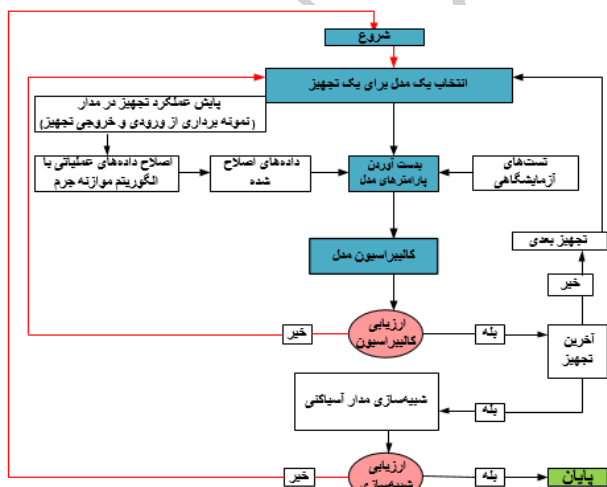 شروع
انتخاب یک مدل برای یک تجهیز
پایش عملکرد تجهیز در مدار
(نمونه برداری از ورودی و خروجی تجهیز)
اصلاح داده‌های عملیاتی با
الگوریتم موازنه جرم
داده‌های اصلاح
شده
بدست آوردن
پارامترهای مدل
تست‌های
آزمایشگاهی
کالیبراسیون مدل
تجهیز بعدی
خیر
ارزیابی
کالیبراسیون
خیر
بله
آخرین
تجهیز
شبیه‌سازی مدار آسیاکنی
بله
ارزیابی
شبیه‌سازی
خیر
بله
پایان